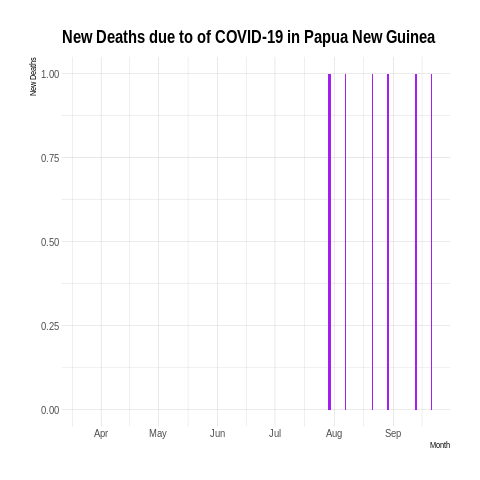 New Deaths due to of COVID-19 in Papua New Guinea
New Deaths
1.00
0.75
0.50
0.25
0.00
Apr May Jun Jul Aug Sep
Month